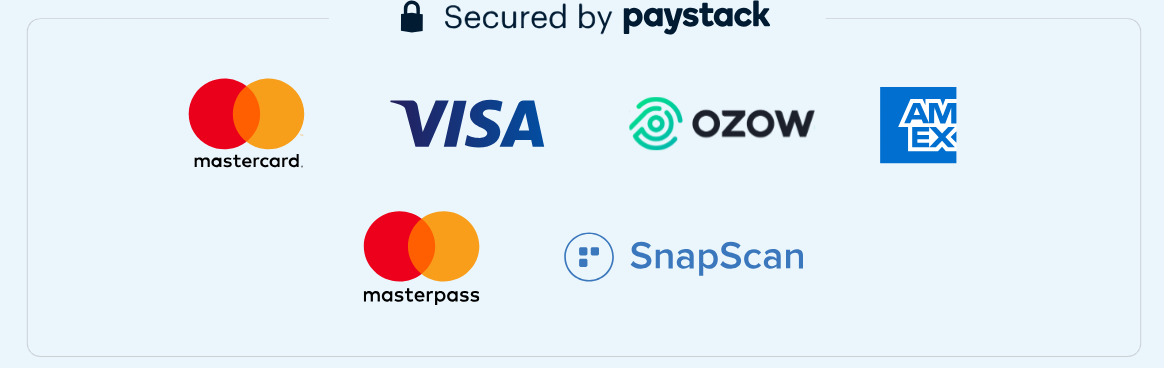 Secured by paystack
mastercard.
VISA
OZOW
AM
EX
masterpass
SnapScan